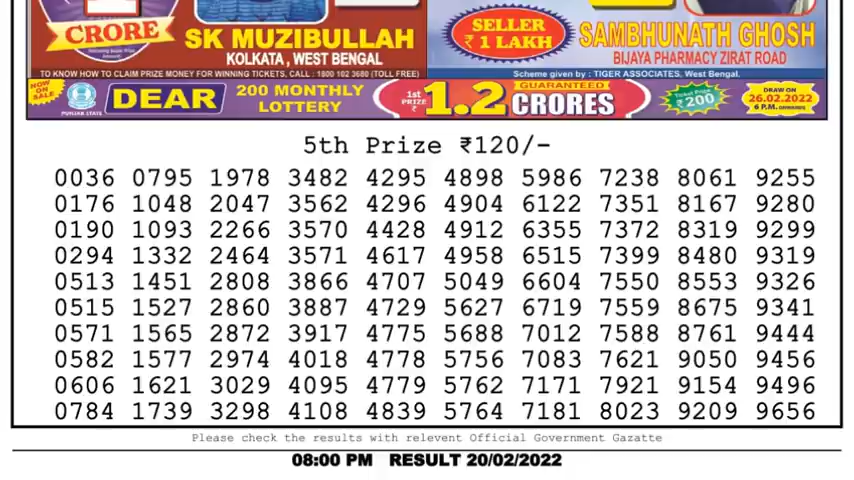 CRORE
SK MUZIBULLAH
KOLKATA, WEST BENGAL
TO KNOW HOW TO CLAIM PRIZE MONEY FOR WINNING TICKETS, CALL : 1800 102 3680 (TOLL FREE)
SELLER
₹ 1 LAKH
SAMBHUNATH GHOSH
BIJAYA PHARMACY ZIRAT ROAD
Scheme given by : TIGER ASSOCIATES, West Bengal.
NOW ON SALE
PUNJAB STATE
DEAR
200 MONTHLY
LOTTERY
1st
PRIZE
₹
1.2
GUARANTEED
CRORES
Ticket Price
₹200
DRAW ON
26.02.2022
6 P.M. ONWARDS
5th Prize ₹120/-
0036 0795 1978 3482 4295 4898 5986 7238 8061 9255
0176 1048 2047 3562 4296 4904 6122 7351 8167 9280
0190 1093 2266 3570 4428 4912 6355 7372 8319 9299
0294 1332 2464 3571 4617 4958 6515 7399 8480 9319
0513 1451 2808 3866 4707 5049 6604 7550 8553 9326
0515 1527 2860 3887 4729 5627 6719 7559 8675 9341
0571 1565 2872 3917 4775 5688 7012 7588 8761 9444
0582 1577 2974 4018 4778 5756 7083 7621 9050 9456
0606 1621 3029 4095 4779 5762 7171 7921 9154 9496
0784 1739 3298 4108 4839 5764 7181 8023 9209 9656
Please check the results with relevent Official Government Gazatte
08:00 PM RESULT 20/02/2022